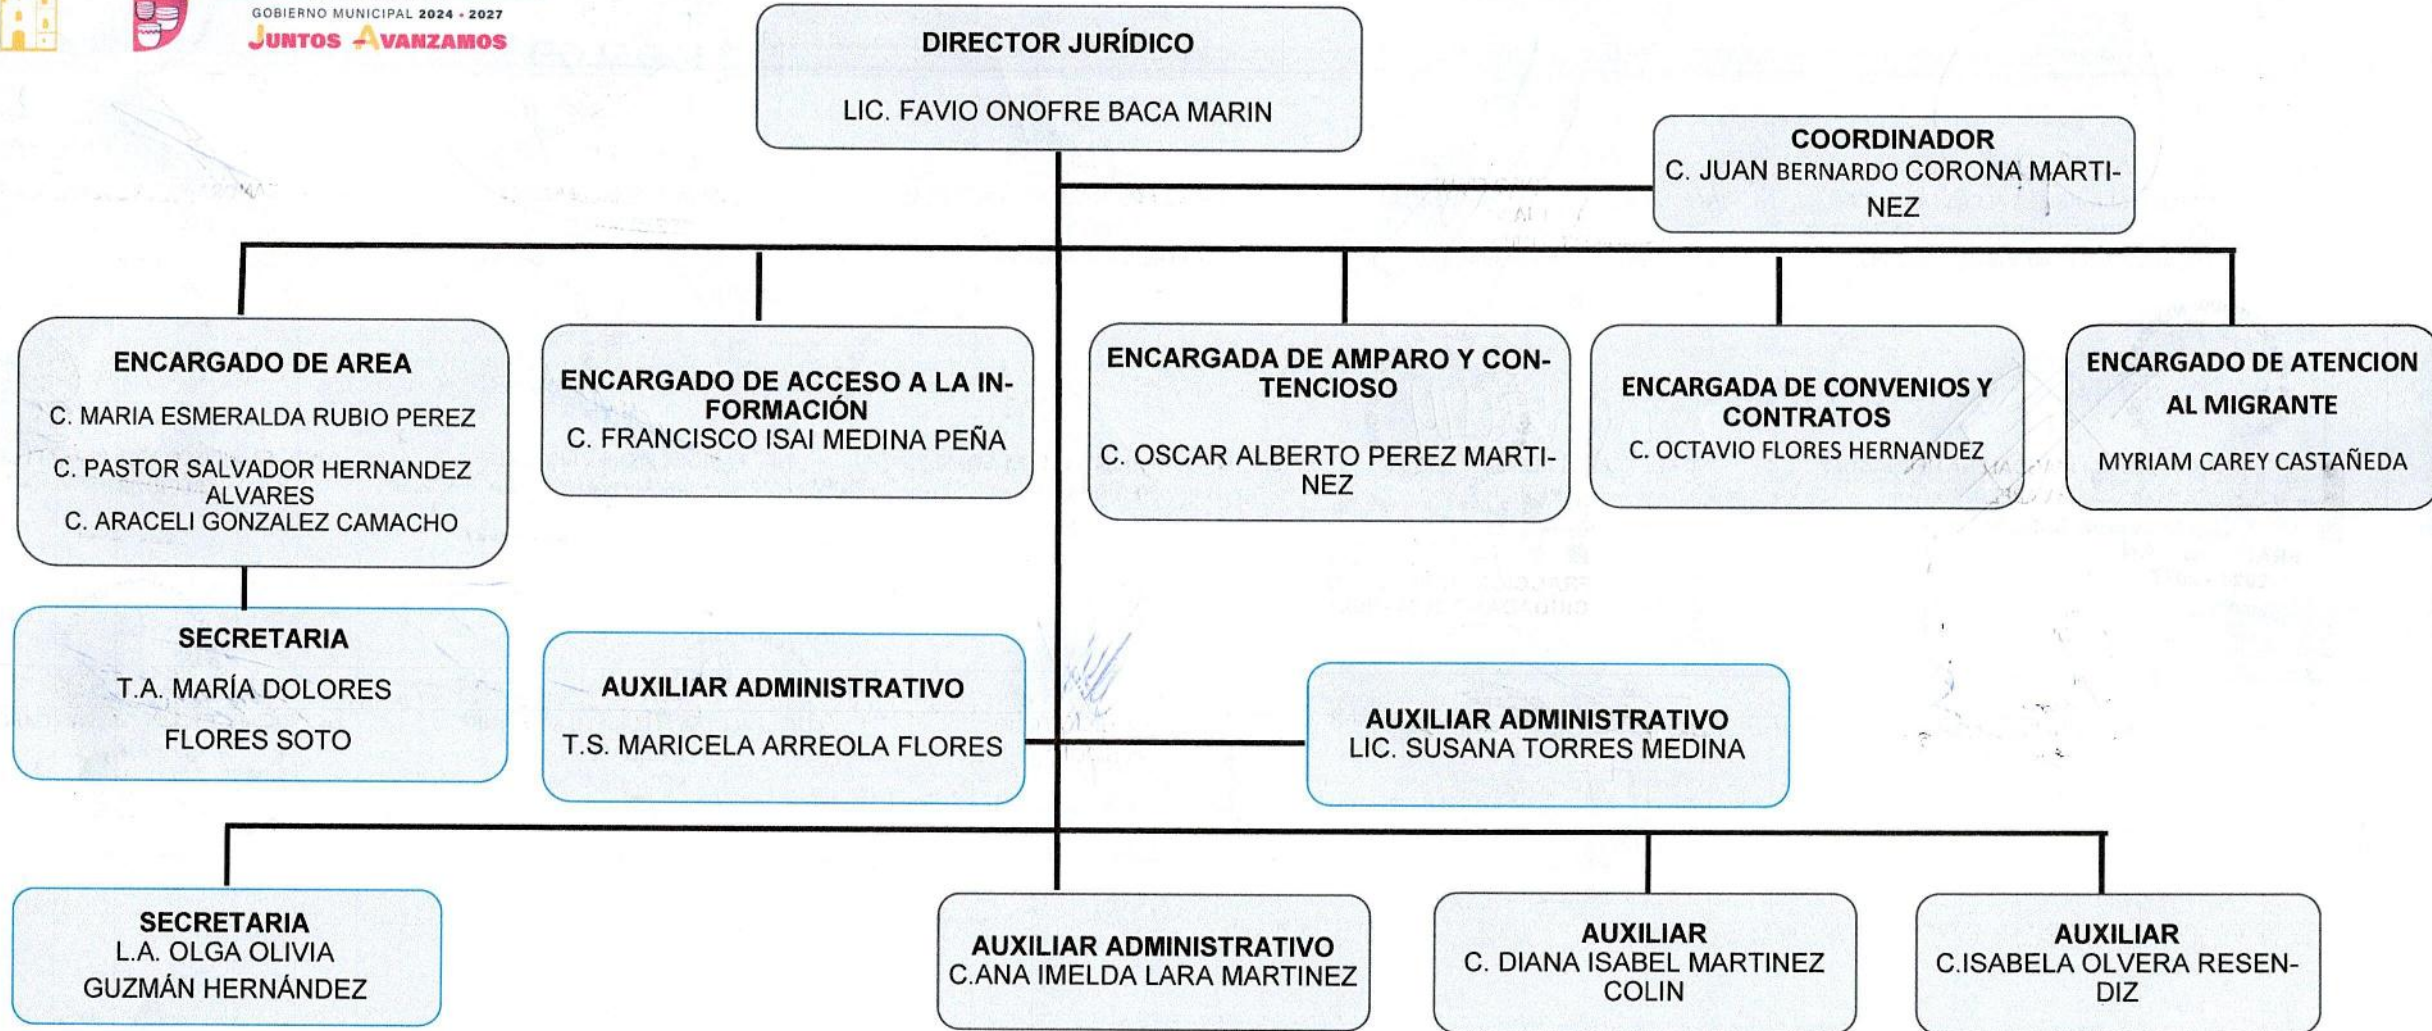 GOBIERNO MUNICIPAL 2024 - 2027
JUNTOS AVANZAMOS
DIRECTOR JURÍDICO
LIC. FAVIO ONOFRE BACA MARIN
COORDINADOR
C. JUAN BERNARDO CORONA MARTI-
NEZ
ENCARGADO DE AREA
C. MARIA ESMERALDA RUBIO PEREZ
C. PASTOR SALVADOR HERNANDEZ
ALVARES
C. ARACELI GONZALEZ CAMACHO
ENCARGADO DE ACCESO A LA IN-
FORMACIÓN
C. FRANCISCO ISAI MEDINA PEÑA
ENCARGADA DE AMPARO Y CON-
TENCIOSO
C. OSCAR ALBERTO PEREZ MARTI-
NEZ
ENCARGADA DE CONVENIOS Y
CONTRATOS
C. OCTAVIO FLORES HERNANDEZ
ENCARGADO DE ATENCION
AL MIGRANTE
MYRIAM CAREY CASTAÑEDA
SECRETARIA
T.A. MARÍA DOLORES
FLORES SOTO
AUXILIAR ADMINISTRATIVO
T.S. MARICELA ARREOLA FLORES
AUXILIAR ADMINISTRATIVO
LIC. SUSANA TORRES MEDINA
SECRETARIA
L.A. OLGA OLIVIA
GUZMÁN HERNÁNDEZ
AUXILIAR ADMINISTRATIVO
C.ANA IMELDA LARA MARTINEZ
AUXILIAR
C. DIANA ISABEL MARTINEZ
COLIN
AUXILIAR
C.ISABELA OLVERA RESEN-
DIZ